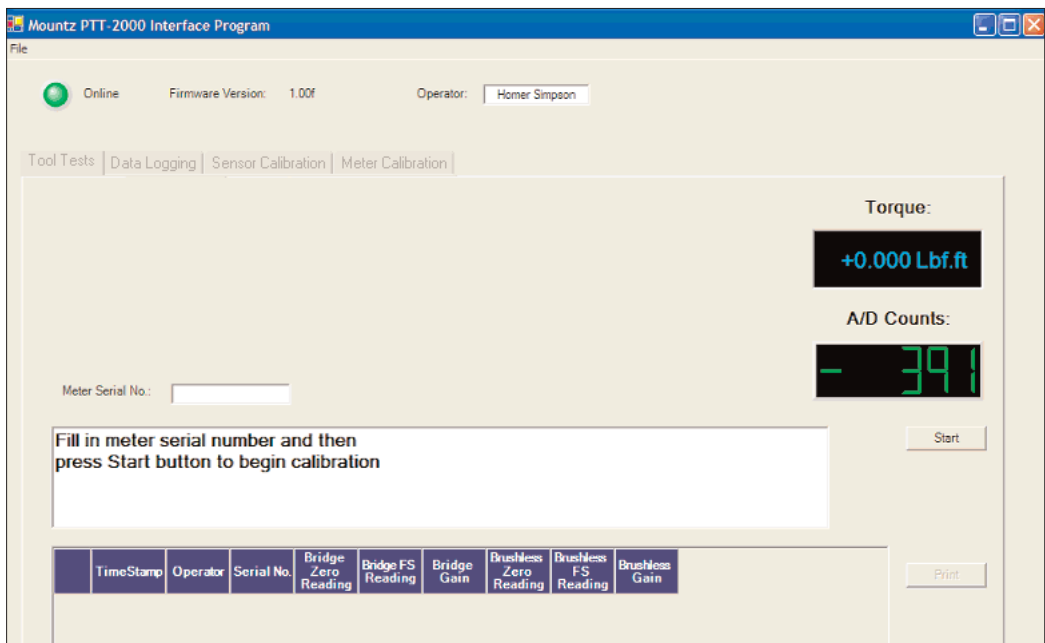 Mountz PTT-2000 Interface Program
File
Online Firmware Version: 1.00f Operator: Homer Simpson
Tool Tests Data Logging Sensor Calibration Meter Calibration
Torque:
+0.000 Lbf.ft
A/D Counts:
- 391
Meter Serial No.:
Fill in meter serial number and then
press Start button to begin calibration
Start
TimeStamp Operator Serial No. Bridge Zero Reading Bridge FS Reading Bridge Gain Brushless Zero Reading Brushless FS Reading Brushless Gain
Print